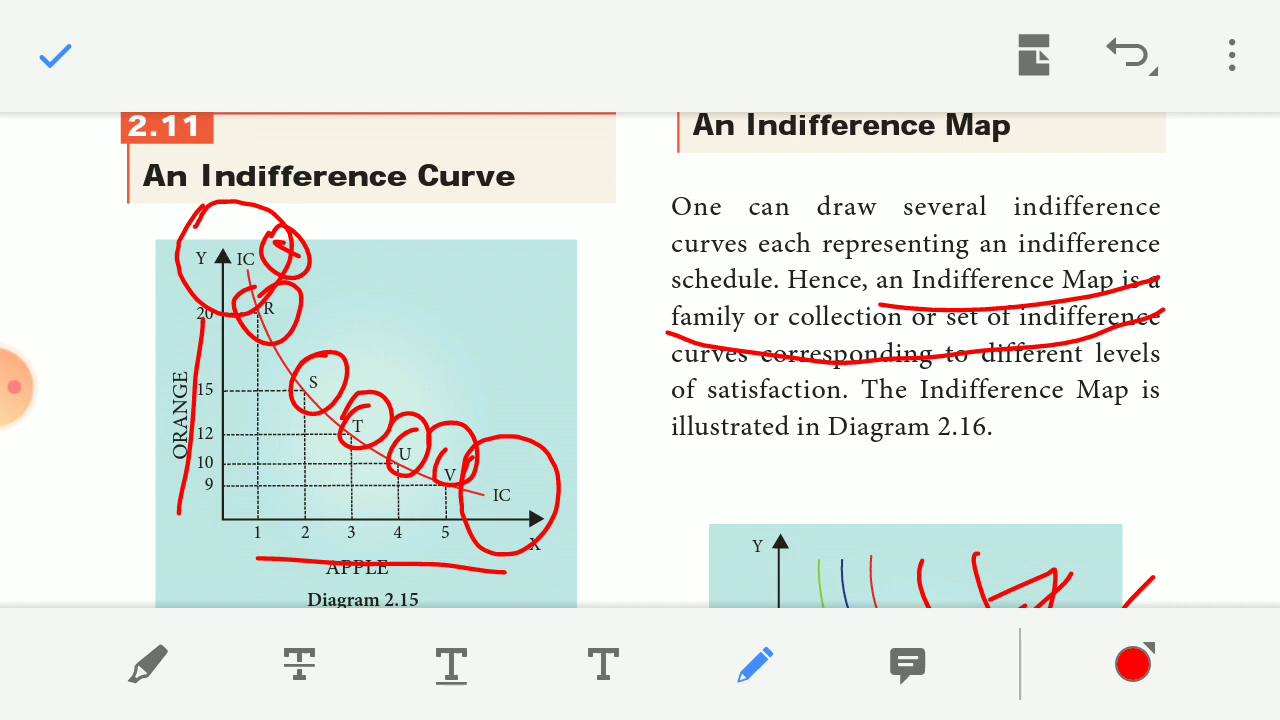 2.11
An Indifference Curve
Y
IC
R
20
S
15
T
12
U
10
V
9
IC
ORANGE
1 2 3 4 5
X
APPLE
Diagram 2.15
An Indifference Map
One can draw several indifference
curves each representing an indifference
schedule. Hence, an Indifference Map is a
family or collection or set of indifference
curves corresponding to different levels
of satisfaction. The Indifference Map is
illustrated in Diagram 2.16.
Y
T T T